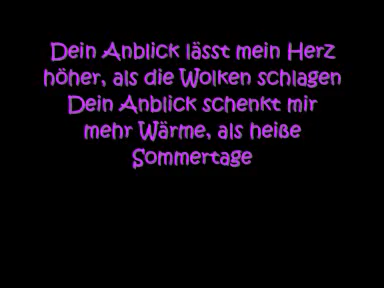 Dein Anblick lässt mein Herz
höher, als die Wolken schlagen
Dein Anblick schenkt mir
mehr Wärme, als heiße
Sommertage